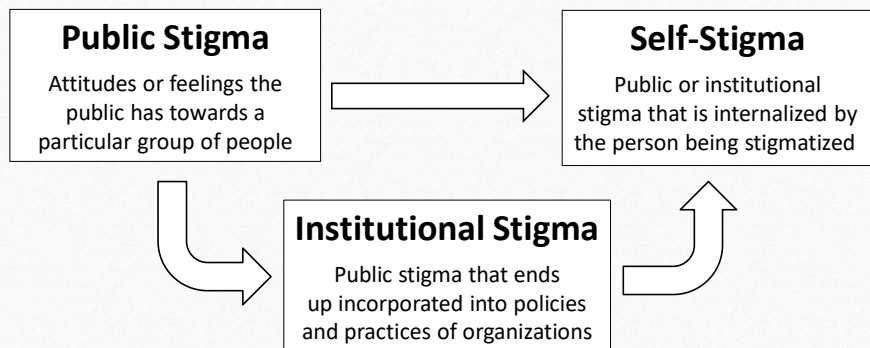 Public Stigma
Attitudes or feelings the
public has towards a
particular group of people
Self-Stigma
Public or institutional
stigma that is internalized by
the person being stigmatized
Institutional Stigma
Public stigma that ends
up incorporated into policies
and practices of organizations